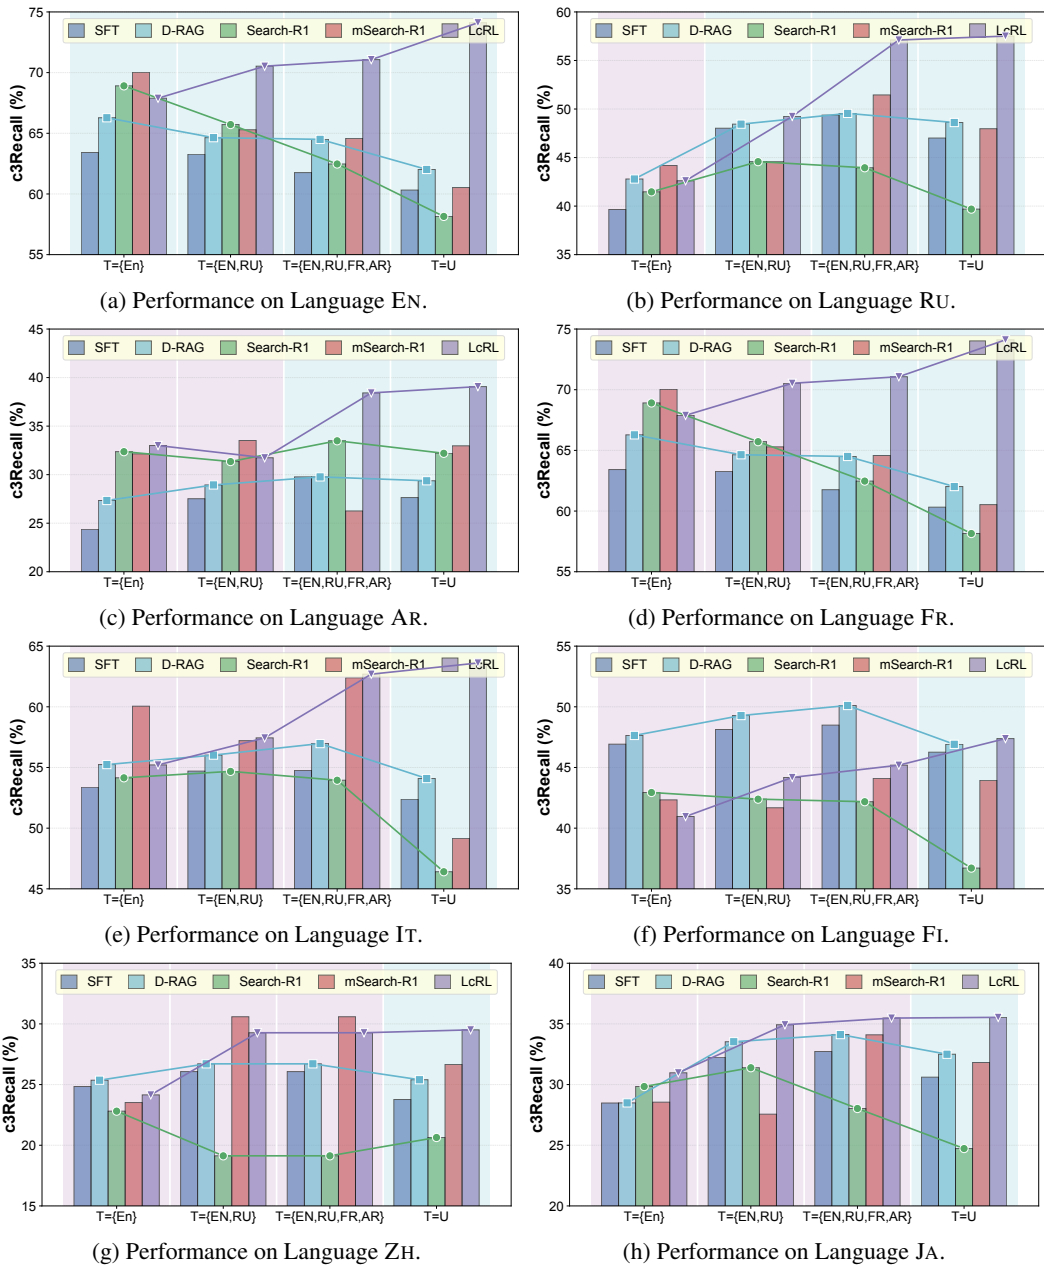 75
70
65
60
55
c3Recall (%)
SFT D-RAG Search-R1 mSearch-R1 LcRL
T={En} T={EN,RU} T={EN,RU,FR,AR} T=U
(a) Performance on Language EN.
60
55
50
45
40
35
c3Recall (%)
SFT D-RAG Search-R1 mSearch-R1 LcRL
T={En} T={EN,RU} T={EN,RU,FR,AR} T=U
(b) Performance on Language RU.
45
40
35
30
25
20
c3Recall (%)
SFT D-RAG Search-R1 mSearch-R1 LcRL
T={En} T={EN,RU} T={EN,RU,FR,AR} T=U
(c) Performance on Language AR.
75
70
65
60
55
c3Recall (%)
SFT D-RAG Search-R1 mSearch-R1 LcRL
T={En} T={EN,RU} T={EN,RU,FR,AR} T=U
(d) Performance on Language FR.
65
60
55
50
45
c3Recall (%)
SFT D-RAG Search-R1 mSearch-R1 LcRL
T={En} T={EN,RU} T={EN,RU,FR,AR} T=U
(e) Performance on Language IT.
55
50
45
40
35
c3Recall (%)
SFT D-RAG Search-R1 mSearch-R1 LcRL
T={En} T={EN,RU} T={EN,RU,FR,AR} T=U
(f) Performance on Language FI.
35
30
25
20
15
c3Recall (%)
SFT D-RAG Search-R1 mSearch-R1 LcRL
T={En} T={EN,RU} T={EN,RU,FR,AR} T=U
(g) Performance on Language ZH.
40
35
30
25
20
c3Recall (%)
SFT D-RAG Search-R1 mSearch-R1 LcRL
T={En} T={EN,RU} T={EN,RU,FR,AR} T=U
(h) Performance on Language JA.